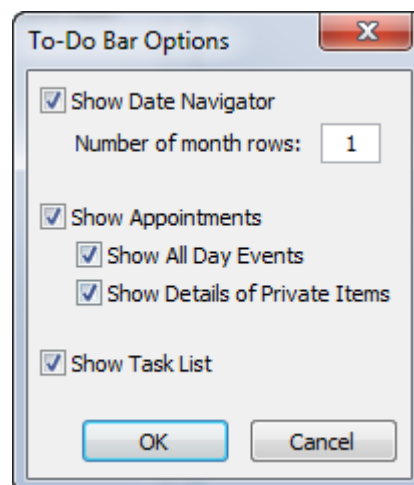 To-Do Bar Options
Show Date Navigator
Number of month rows: 1
Show Appointments
Show All Day Events
Show Details of Private Items
Show Task List
OK Cancel